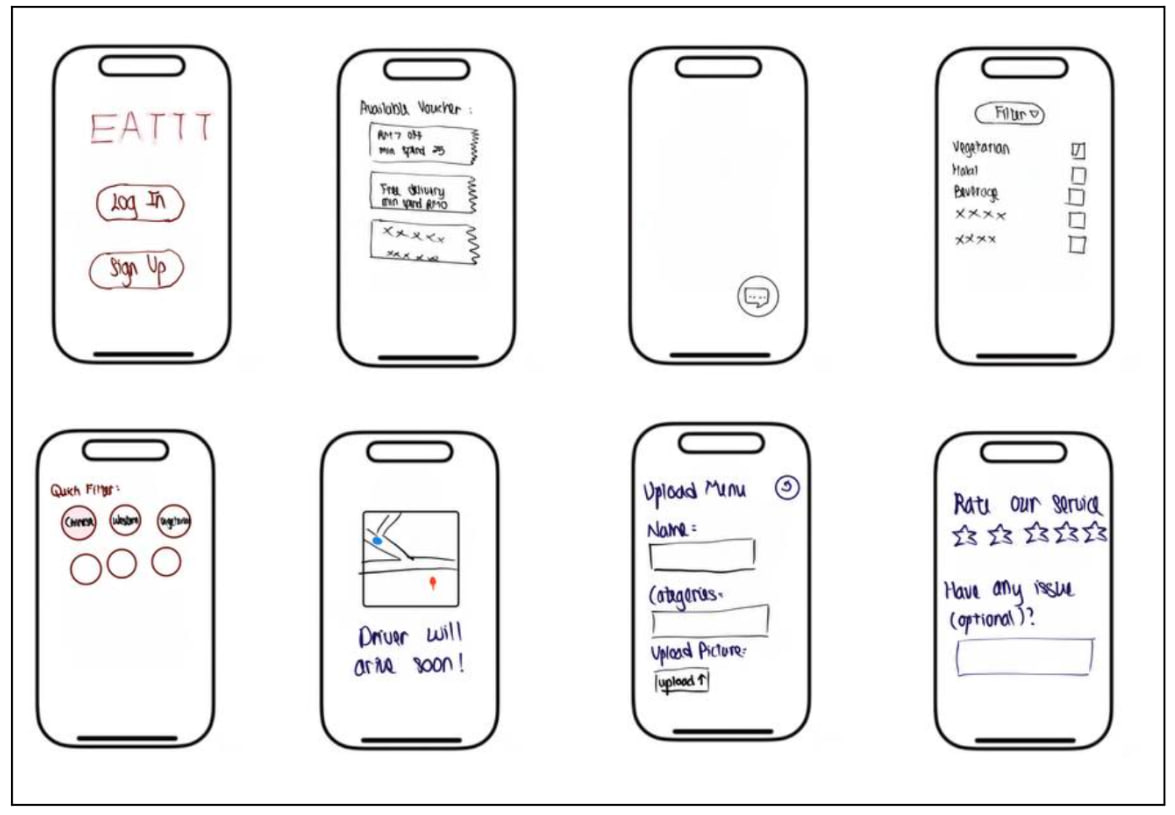 EATTT
Log In
Sign Up
Available Voucher :
RM7 off
min spend 25
Free delivery
min spend RM0
xxxxx
xxxxx
Filter
Vegetarian
Halal
Beverage
xxxx
xxxx
Quick Filter:
Chinese
Western
Vegetarian
Driver will
arive soon!
Upload Menu
Name:
Categories:
Upload Picture:
upload ↑
Rate our service
Have any issue
(optional)?